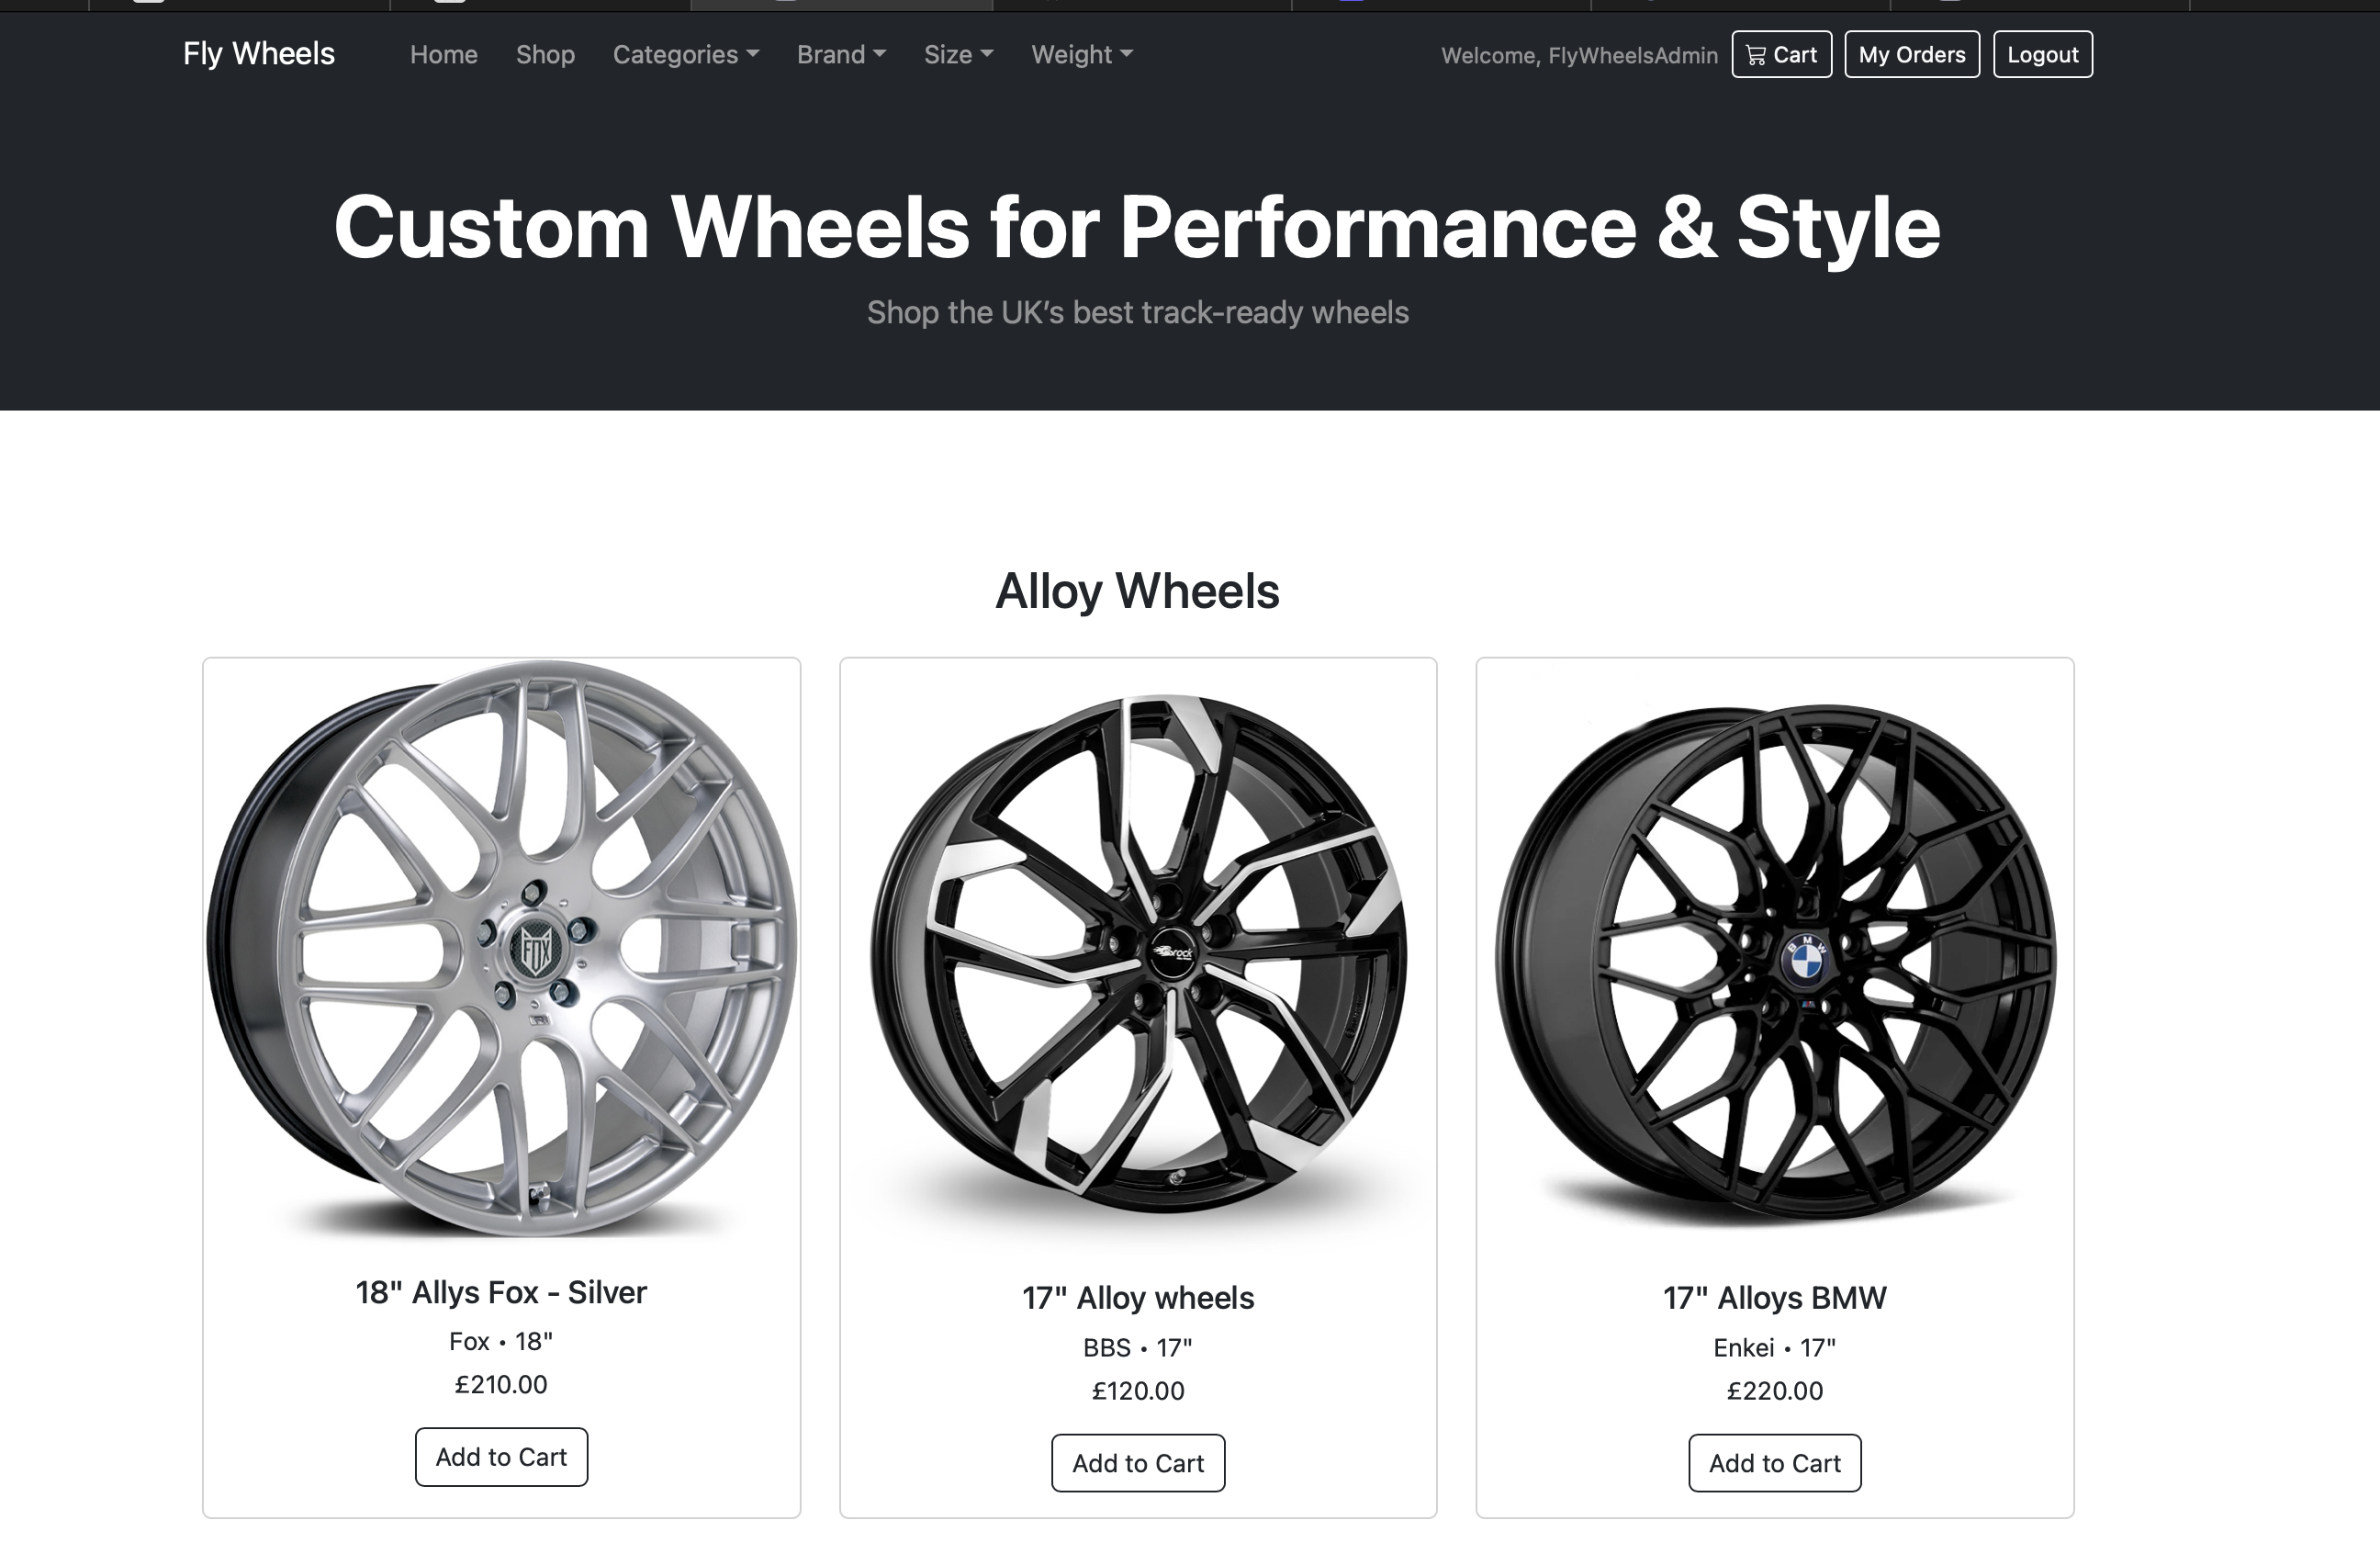 Fly Wheels Home Shop Categories Brand Size Weight Welcome, FlyWheelsAdmin Cart My Orders Logout
Custom Wheels for Performance & Style
Shop the UK’s best track-ready wheels
Alloy Wheels
FOX
BMW
18" Allys Fox - Silver
Fox • 18"
£210.00
Add to Cart
17" Alloy wheels
BBS • 17"
£120.00
Add to Cart
17" Alloys BMW
Enkei • 17"
£220.00
Add to Cart